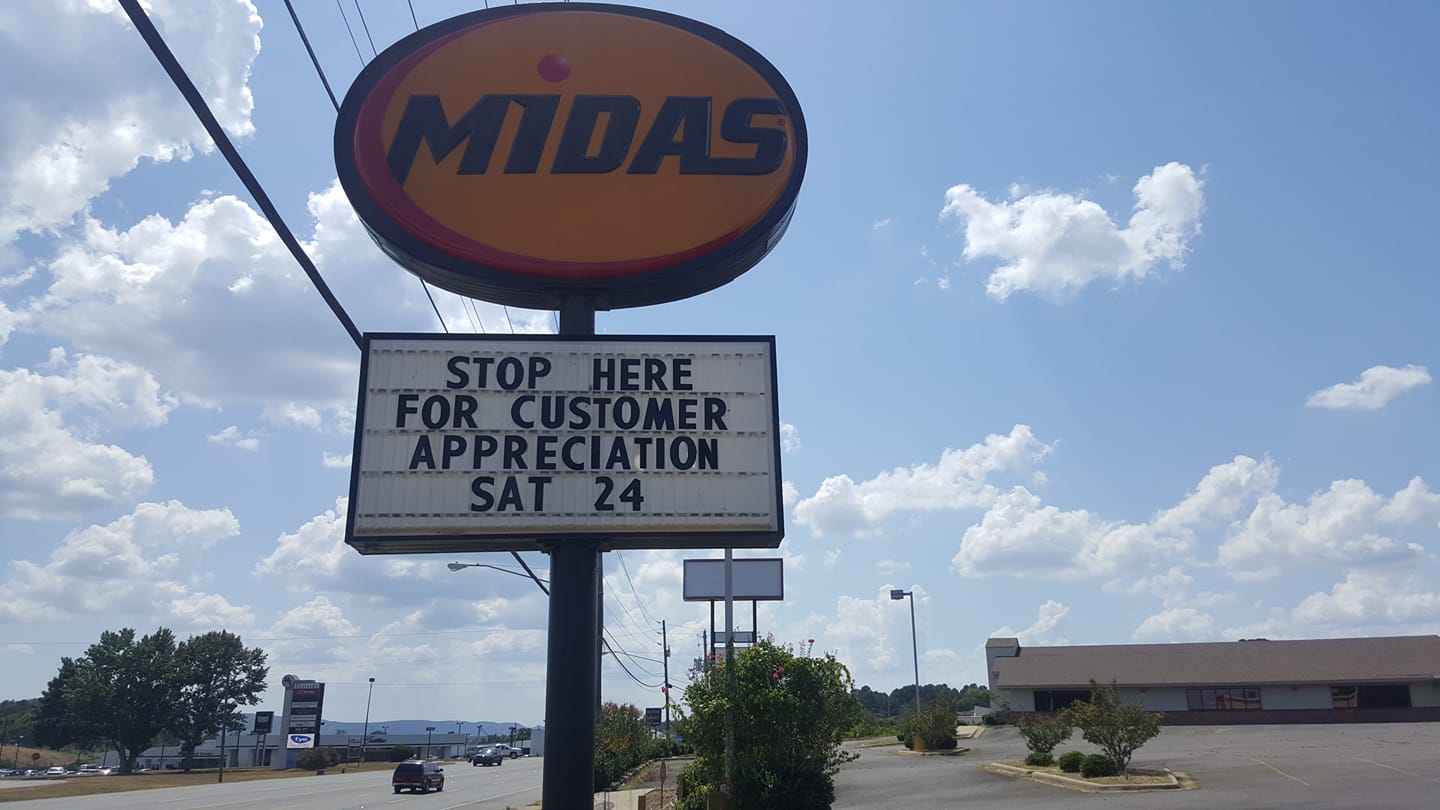 MIDAS
STOP HERE
FOR CUSTOMER
APPRECIATION
SAT 24